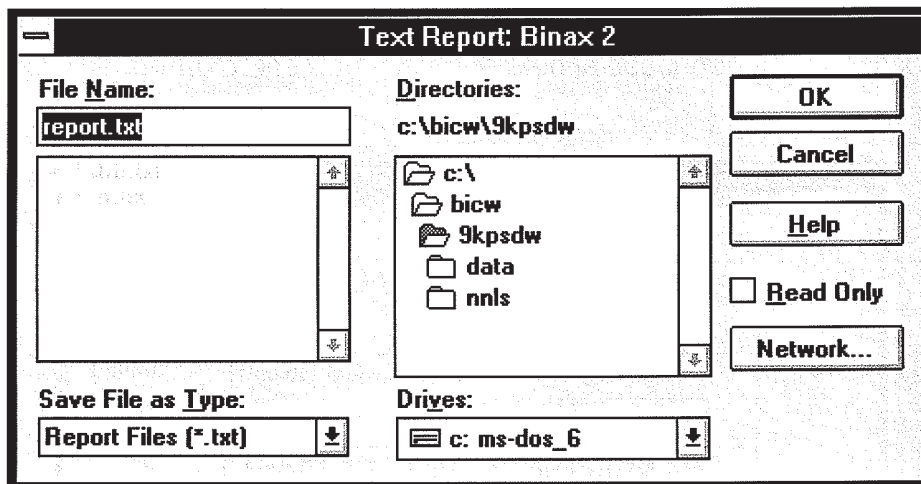 Text Report: Binax 2
File Name:
report.txt
Directories:
c:\bicw\9kpsdw
c:\
bicw
9kpsdw
data
nnls
OK
Cancel
Help
Read Only
Network...
Save File as Type:
Report Files (*.txt)
Drives:
c: ms-dos_6